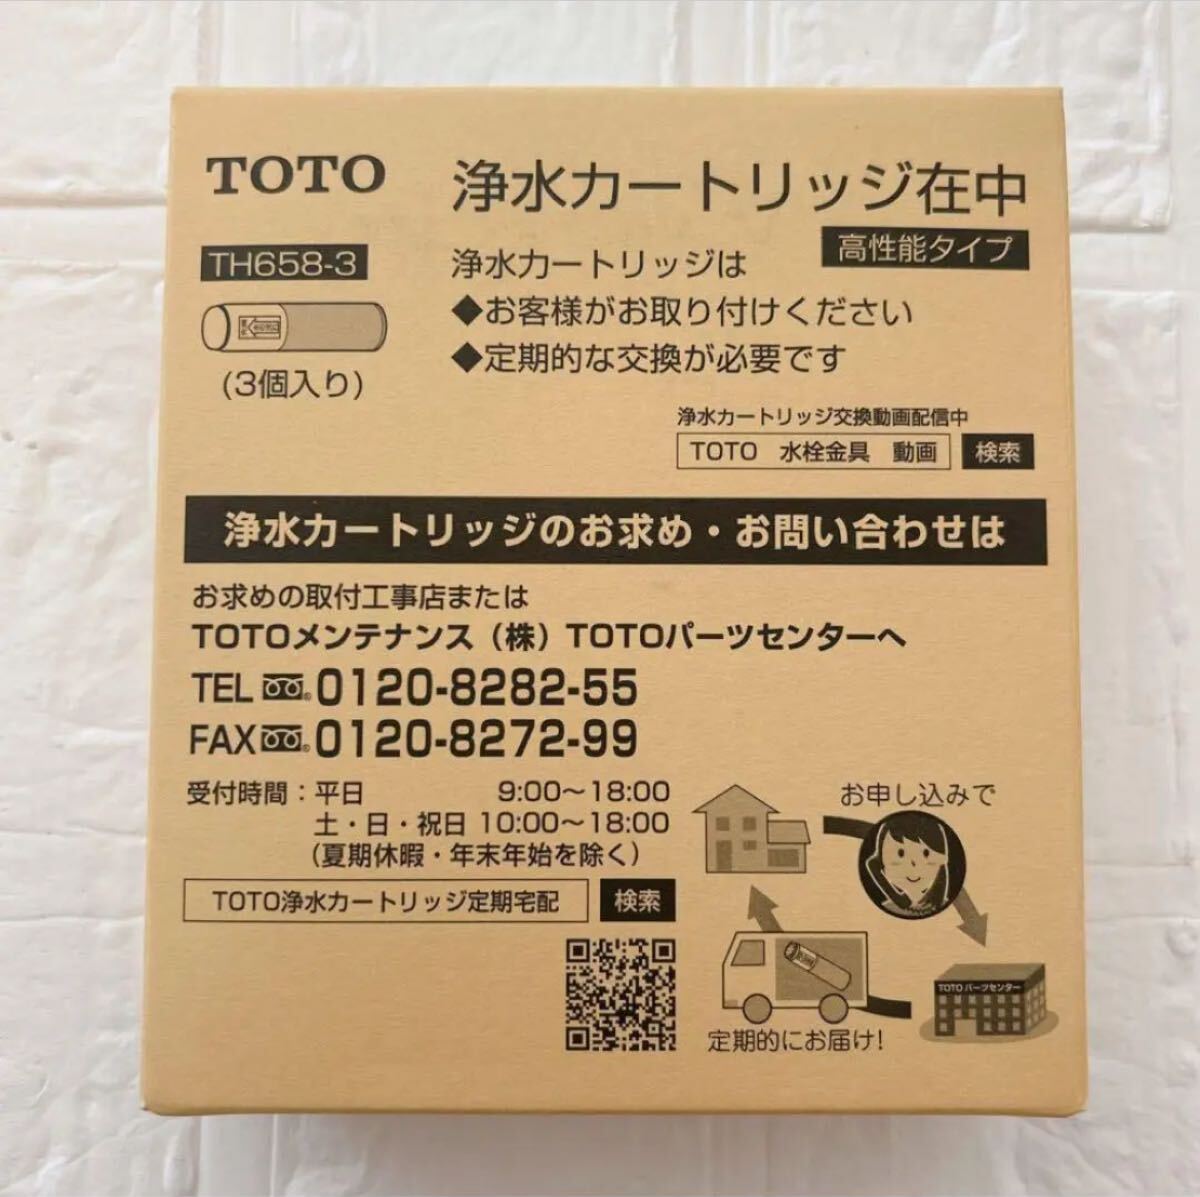 TOTO
浄水カートリッジ在中
高性能タイプ
TH658-3
(3個入り)
浄水カートリッジは
◆お客様がお取り付けください
◆定期的な交換が必要です
浄水カートリッジ交換動画配信中
TOTO 水栓金具 動画 検索
浄水カートリッジのお求め・お問い合わせは
お求めの取付工事店または
TOTOメンテナンス(株)TOTOパーツセンターへ
TEL 0120-8282-55
FAX 0120-8272-99
受付時間:平日 9:00〜18:00
土・日・祝日 10:00〜18:00
(夏期休暇・年末年始を除く)
TOTO浄水カートリッジ定期宅配 検索
お申し込みで
TOTO パーツセンター
定期的にお届け!